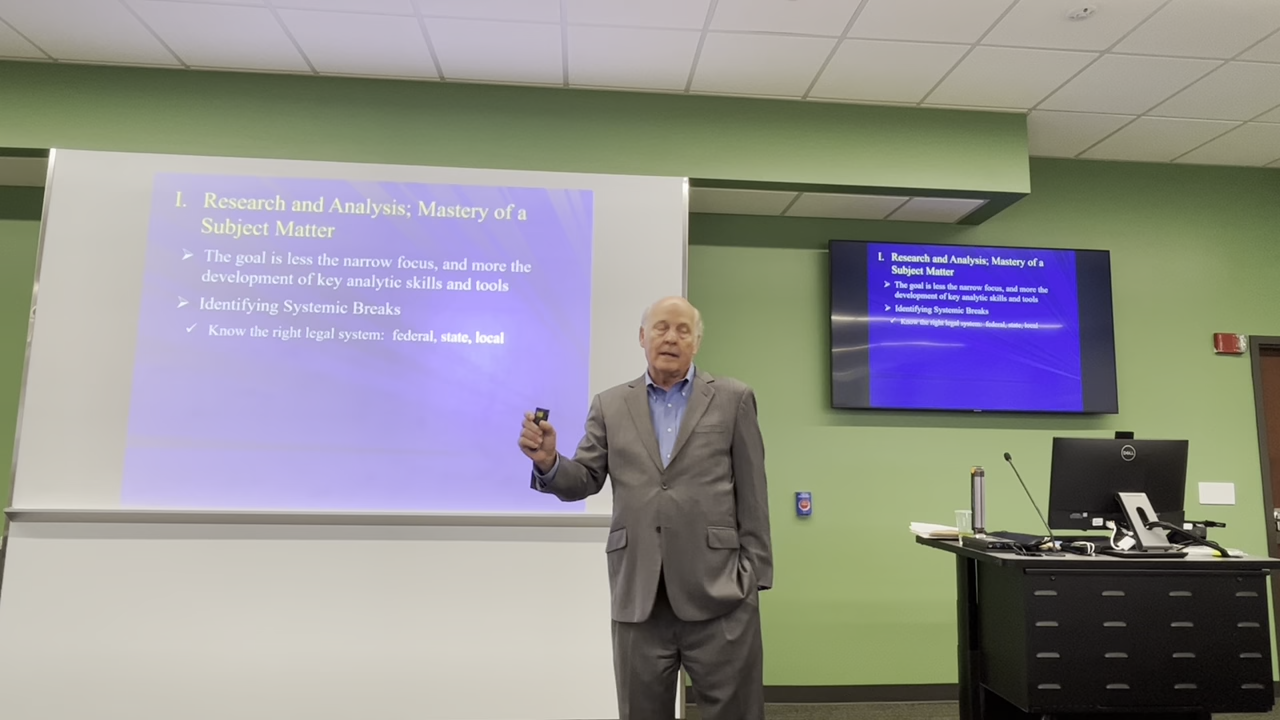 I. Research and Analysis; Mastery of a
Subject Matter
➢ The goal is less the narrow focus, and more the
development of key analytic skills and tools
➢ Identifying Systemic Breaks
✓ Know the right legal system: federal, state, local
I. Research and Analysis; Mastery of a
Subject Matter
➢ The goal is less the narrow focus, and more the
development of key analytic skills and tools
➢ Identifying Systemic Breaks
✓ Know the right legal system: federal, state, local
DELL